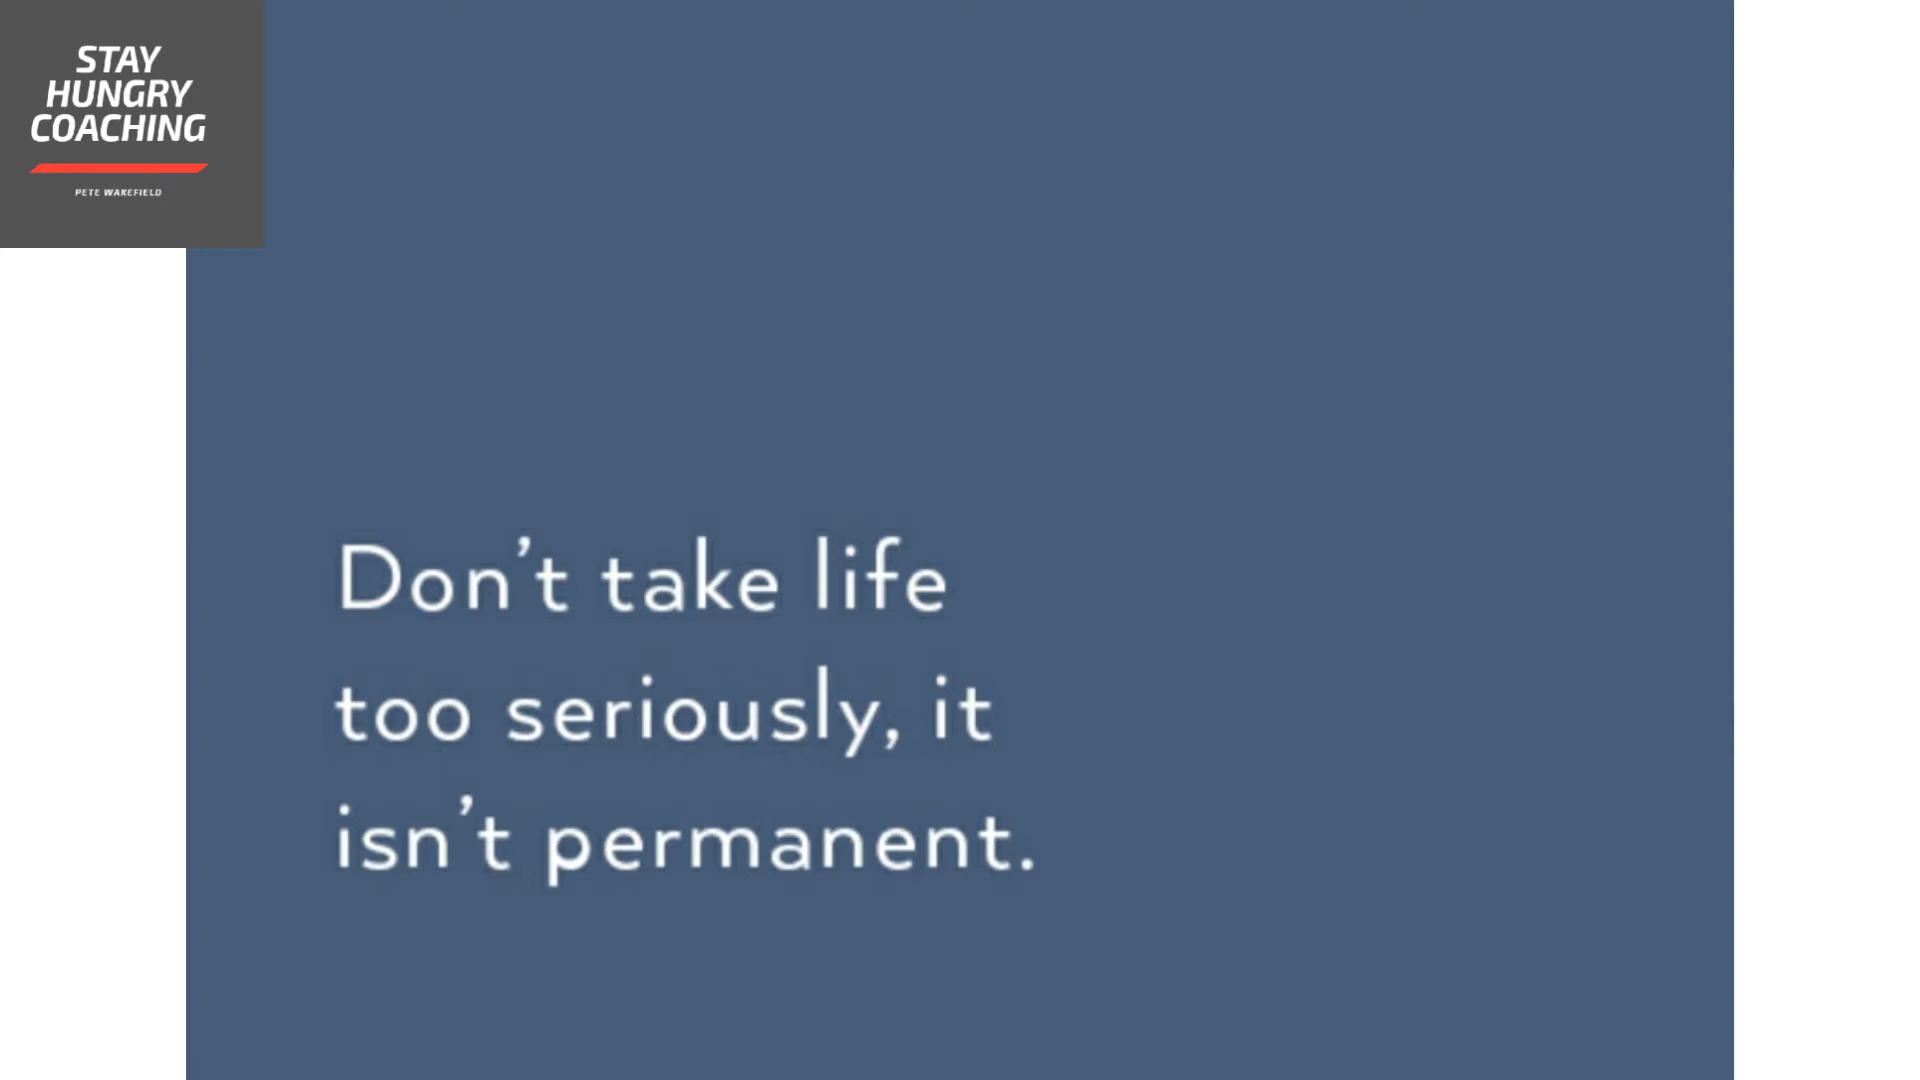 STAY
HUNGRY
COACHING
PETE WAKEFIELD
Don’t take life
too seriously, it
isn’t permanent.